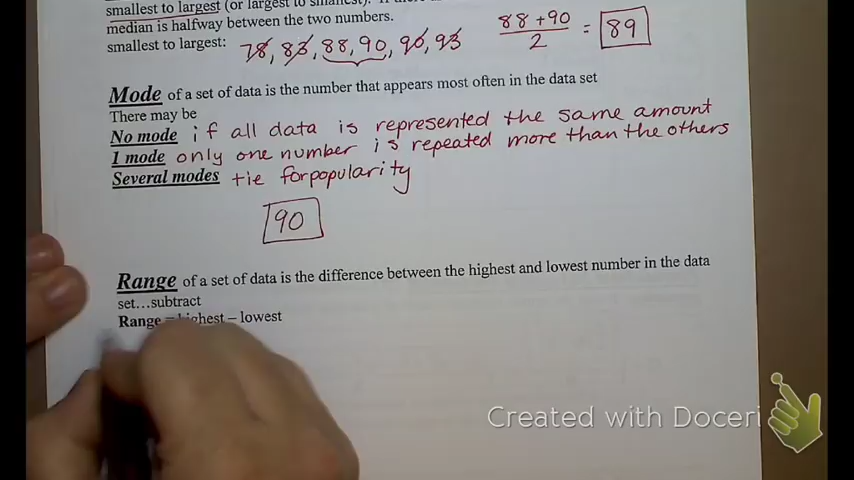 smallest to largest (or largest to smallest).
median is halfway between the two numbers.
smallest to largest: 78, 83, 88, 90, 90, 93
88+90
2
= 89
Mode of a set of data is the number that appears most often in the data set
There may be
No mode if all data is represented the same amount
1 mode only one number is repeated more than the others
Several modes tie for popularity
90
Range of a set of data is the difference between the highest and lowest number in the data
set...subtract
Range = highest – lowest
Created with Doceri